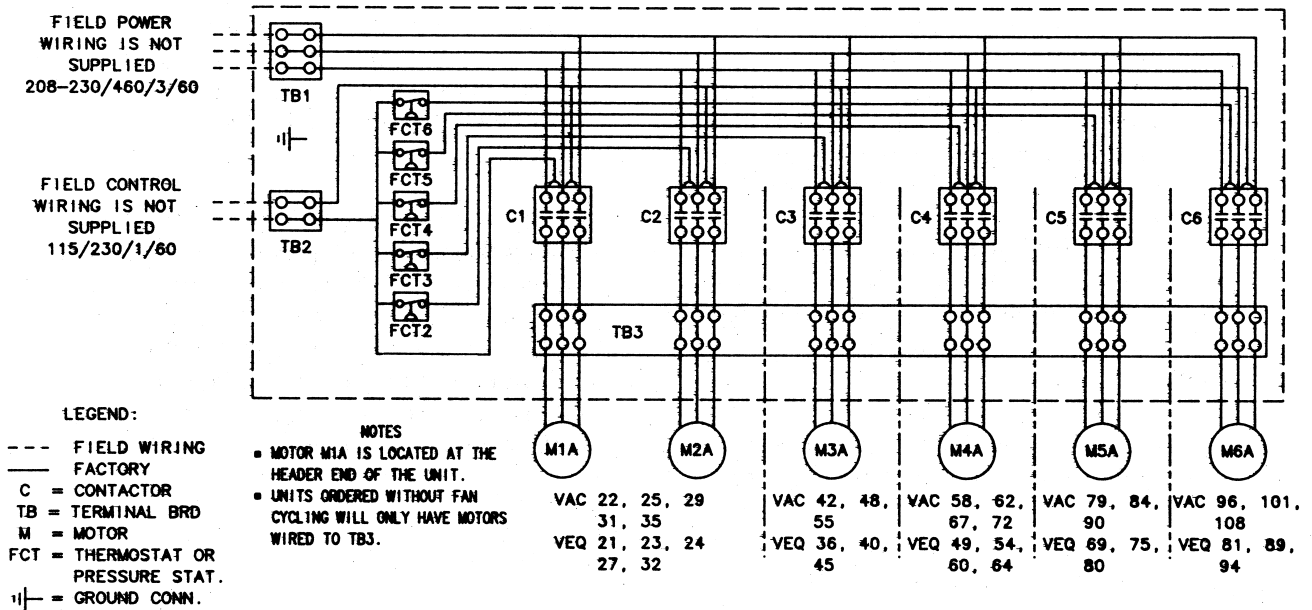 FIELD POWER
WIRING IS NOT
SUPPLIED
208-230/460/3/60
TB1
FCT6
FCT5
FCT4
FCT3
FCT2
FIELD CONTROL
WIRING IS NOT
SUPPLIED
115/230/1/60
TB2
C1
C2
C3
C4
C5
C6
TB3
M1A
M2A
M3A
M4A
M5A
M6A
VAC 22, 25, 29
31, 35
VEQ 21, 23, 24
27, 32
VAC 42, 48,
55
VEQ 36, 40,
45
VAC 58, 62,
67, 72
VEQ 49, 54,
60, 64
VAC 79, 84,
90
VEQ 69, 75,
80
VAC 96, 101,
108
VEQ 81, 89,
94
LEGEND:
--- FIELD WIRING
— FACTORY
C = CONTACTOR
TB = TERMINAL BRD
M = MOTOR
FCT = THERMOSTAT OR
PRESSURE STAT.
= GROUND CONN.
NOTES
▪ MOTOR M1A IS LOCATED AT THE
HEADER END OF THE UNIT.
▪ UNITS ORDERED WITHOUT FAN
CYCLING WILL ONLY HAVE MOTORS
WIRED TO TB3.